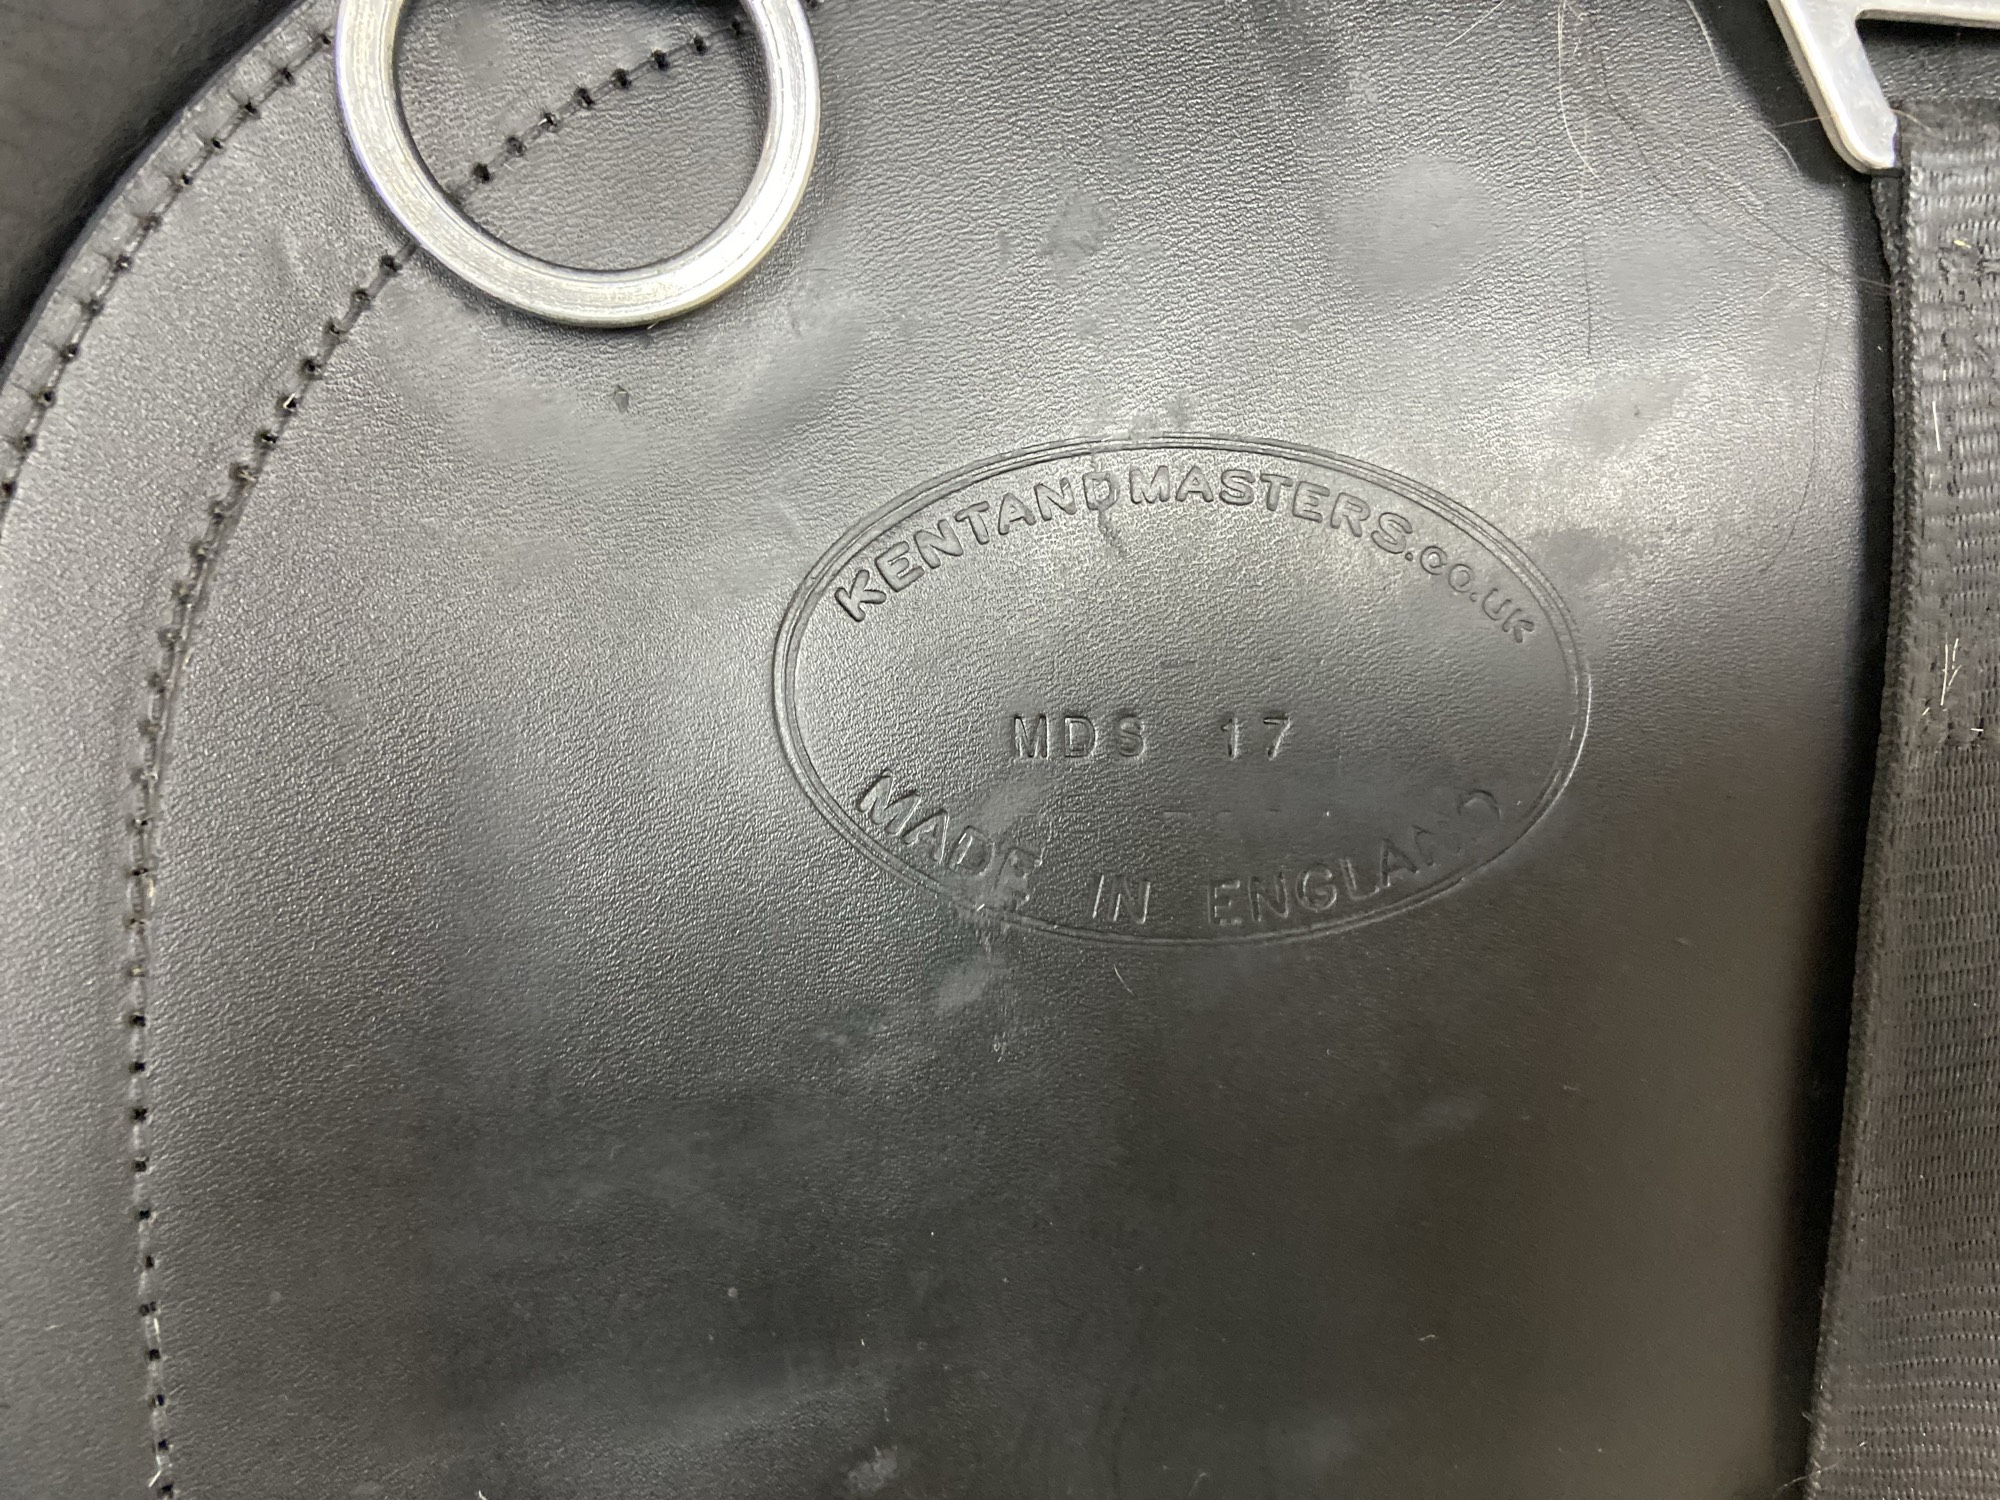 KENTANDMASTERS.CO.UK
MDS 17
MADE IN ENGLAND